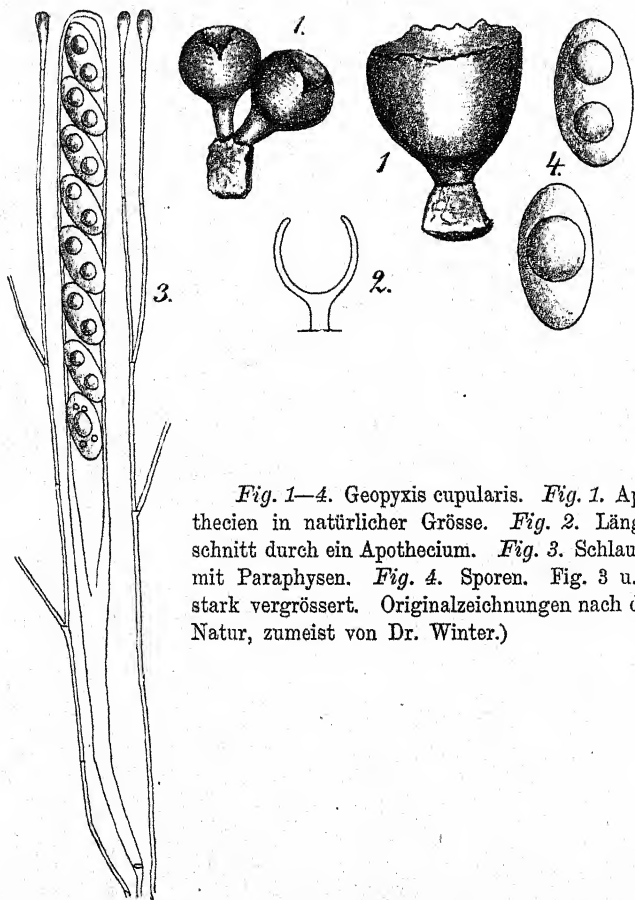 1.
1
4.
2.
3.
Fig. 1—4. Geopyxis cupularis. Fig. 1. Ap
thecien in natürlicher Grösse. Fig. 2. Läng
schnitt durch ein Apothecium. Fig. 3. Schlau
mit Paraphysen. Fig. 4. Sporen. Fig. 3 u.
stark vergrössert. Originalzeichnungen nach d
Natur, zumeist von Dr. Winter.)